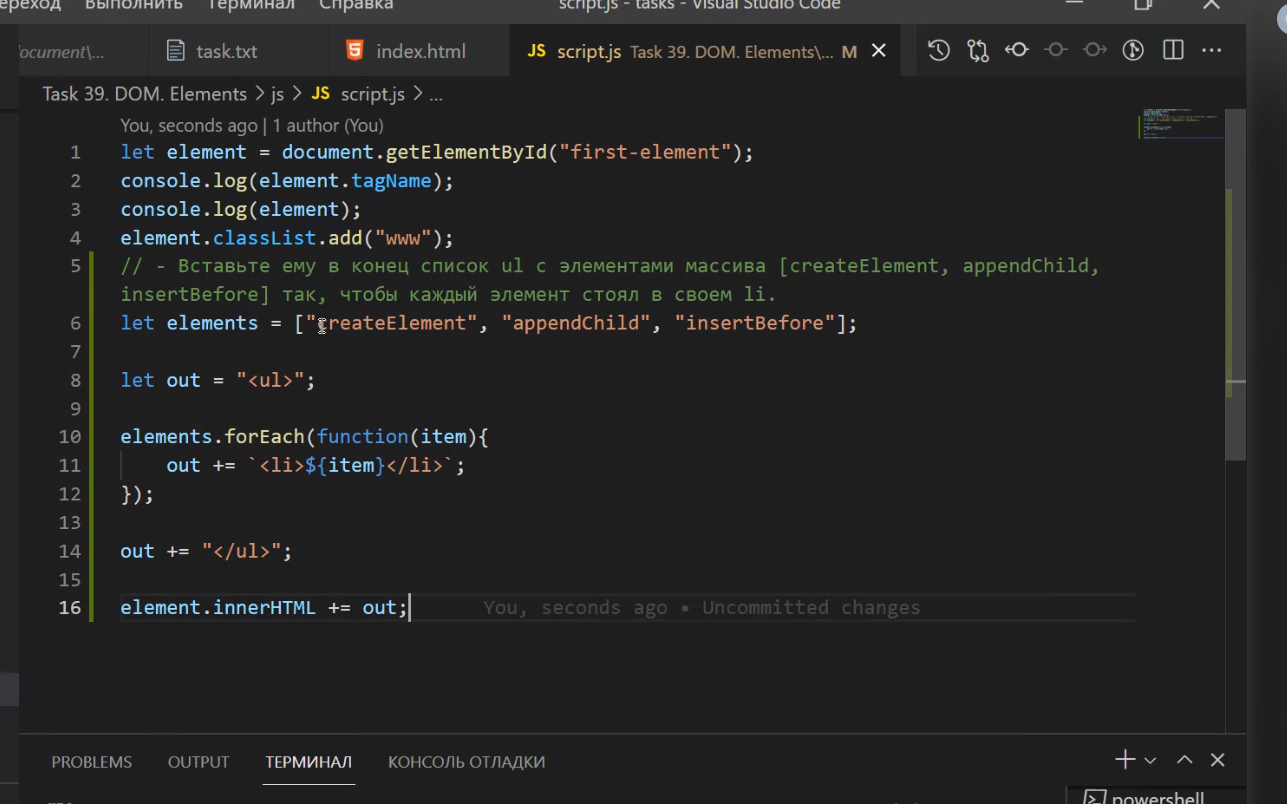 ереход Выполнить Терминал Справка script.js - tasks - Visual Studio Code
ocument\... task.txt index.html JS script.js Task 39. DOM. Elements\... M
Task 39. DOM. Elements > js > JS script.js > ...
You, seconds ago | 1 author (You)
1 let element = document.getElementById("first-element");
2 console.log(element.tagName);
3 console.log(element);
4 element.classList.add("www");
5 // - Вставьте ему в конец список ul с элементами массива [createElement, appendChild,
insertBefore] так, чтобы каждый элемент стоял в своем li.
6 let elements = ["createElement", "appendChild", "insertBefore"];
7
8 let out = "<ul>";
9
10 elements.forEach(function(item){
11 out += `<li>${item}</li>`;
12 });
13
14 out += "</ul>";
15
16 element.innerHTML += out; You, seconds ago • Uncommitted changes
PROBLEMS OUTPUT ТЕРМИНАЛ КОНСОЛЬ ОТЛАДКИ
powershell